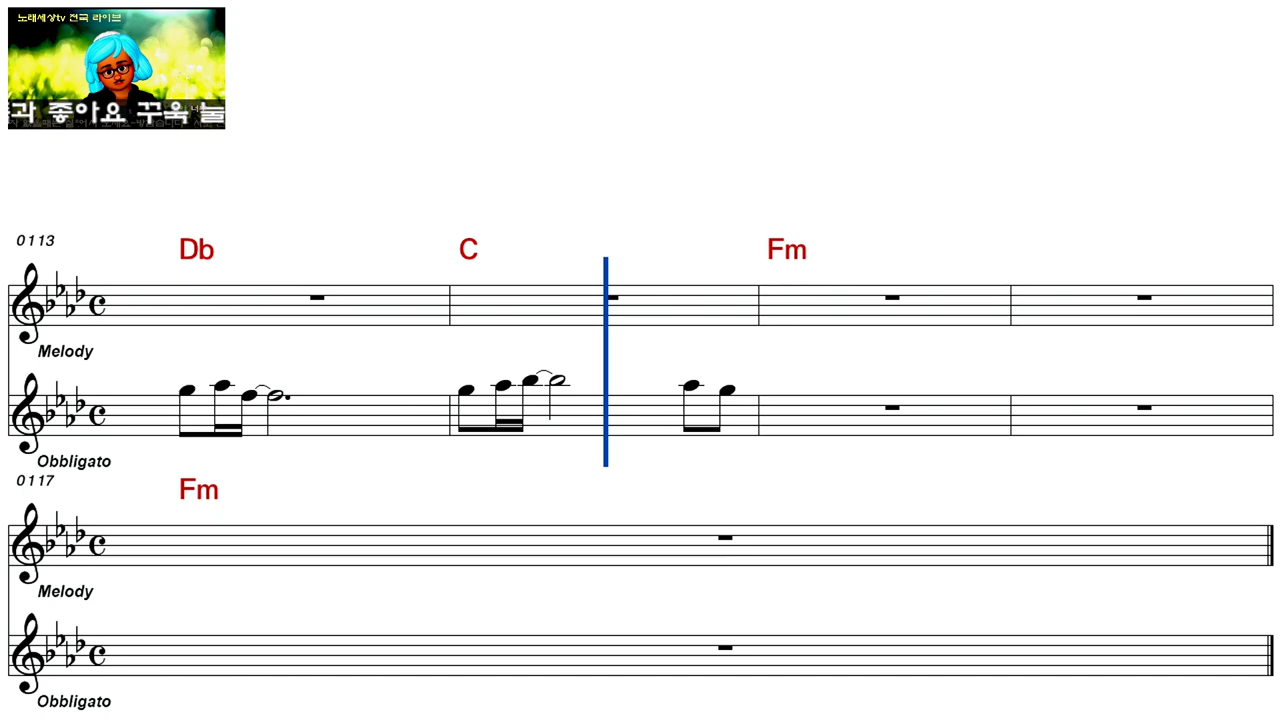 노래세상tv 전국 라이브
과 좋아요 꾸욱 눌
0113
Db C Fm
Melody
Obbligato
0117
Fm
Melody
Obbligato